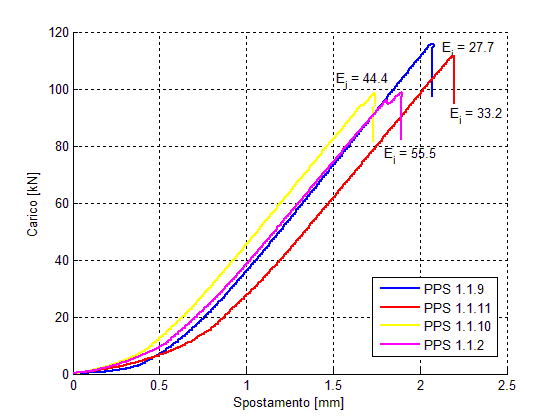 120
100
80
60
40
20
0
Carico [kN]
E_i = 27.7
E_i = 44.4
E_i = 33.2
E_i = 55.5
PPS 1.1.9
PPS 1.1.11
PPS 1.1.10
PPS 1.1.2
0 0.5 1 1.5 2 2.5
Spostamento [mm]